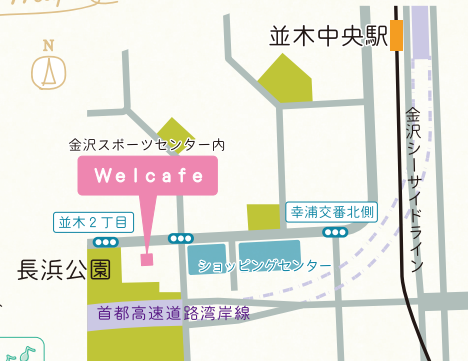 並木中央駅
N
金沢スポーツセンター内
Welcafe
金沢シーサイドライン
並木2丁目
幸浦交番北側
長浜公園
ショッピングセンター
首都高速道路湾岸線